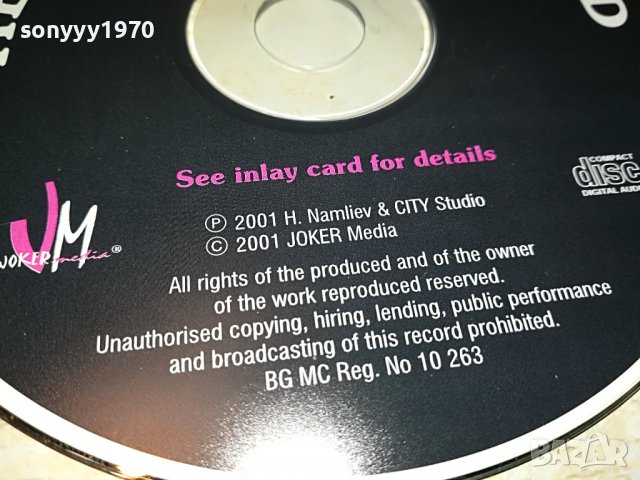 sonyyy1970
See inlay card for details
COMPACT
disc
DIGITAL AUDIO
Ⓟ 2001 H. Namliev & CITY Studio
© 2001 JOKER Media
JM
JOKER media®
All rights of the produced and of the owner
of the work reproduced reserved.
Unauthorised copying, hiring, lending, public performance
and broadcasting of this record prohibited.
BG MC Reg. No 10 263
BAZAR